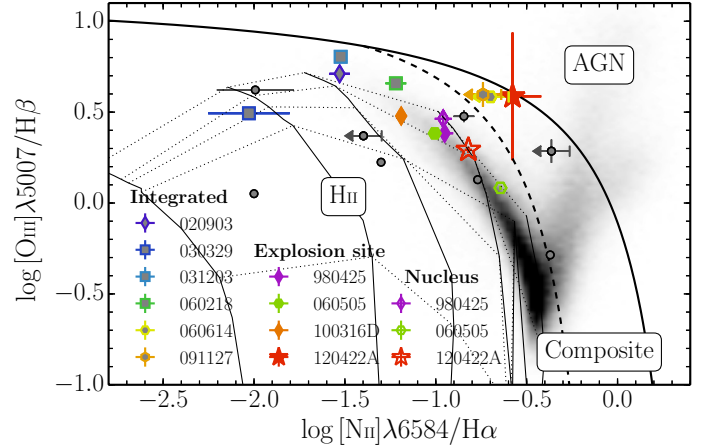 1.0
0.5
0.0
−0.5
−1.0
log [OIII]λ5007/Hβ
AGN
HII
Composite
Integrated
020903
030329
031203
060218
060614
091127
Explosion site
980425
060505
100316D
120422A
Nucleus
980425
060505
120422A
−2.5
−2.0
−1.5
−1.0
−0.5
0.0
log [NII]λ6584/Hα